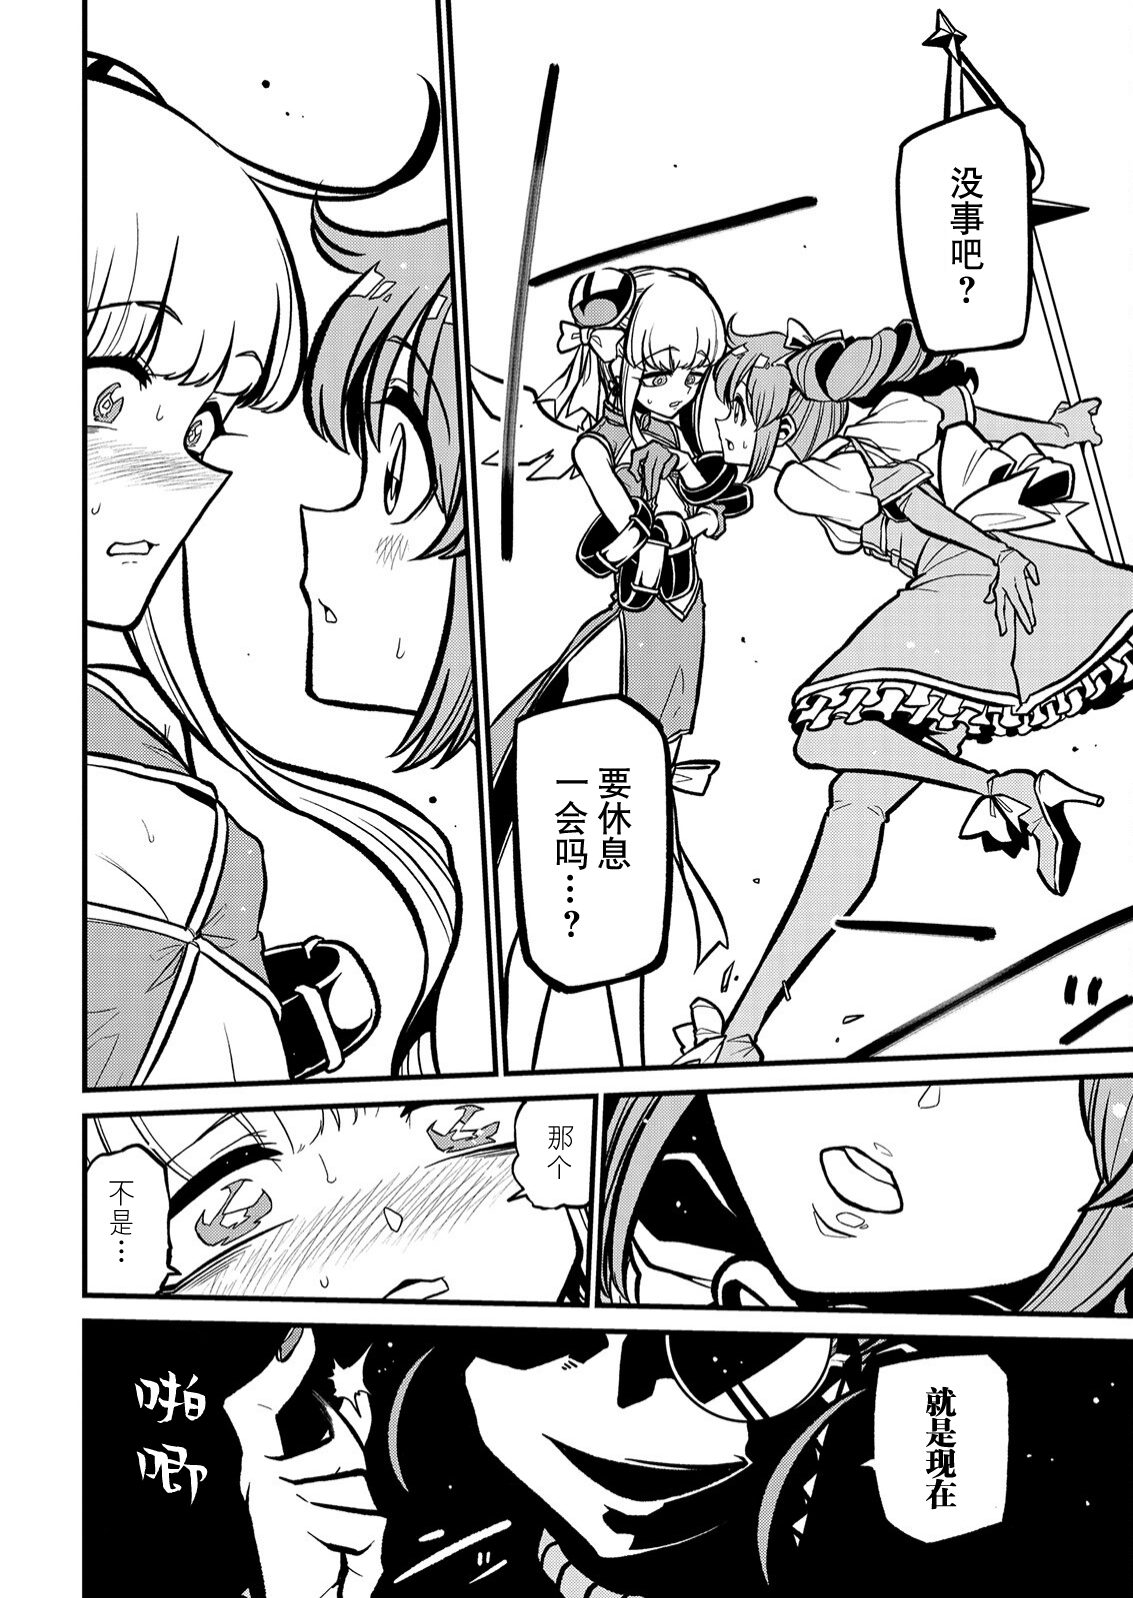 没事吧？
要休息
一会吗…？
那个
不是…
就是现在
啪
唧